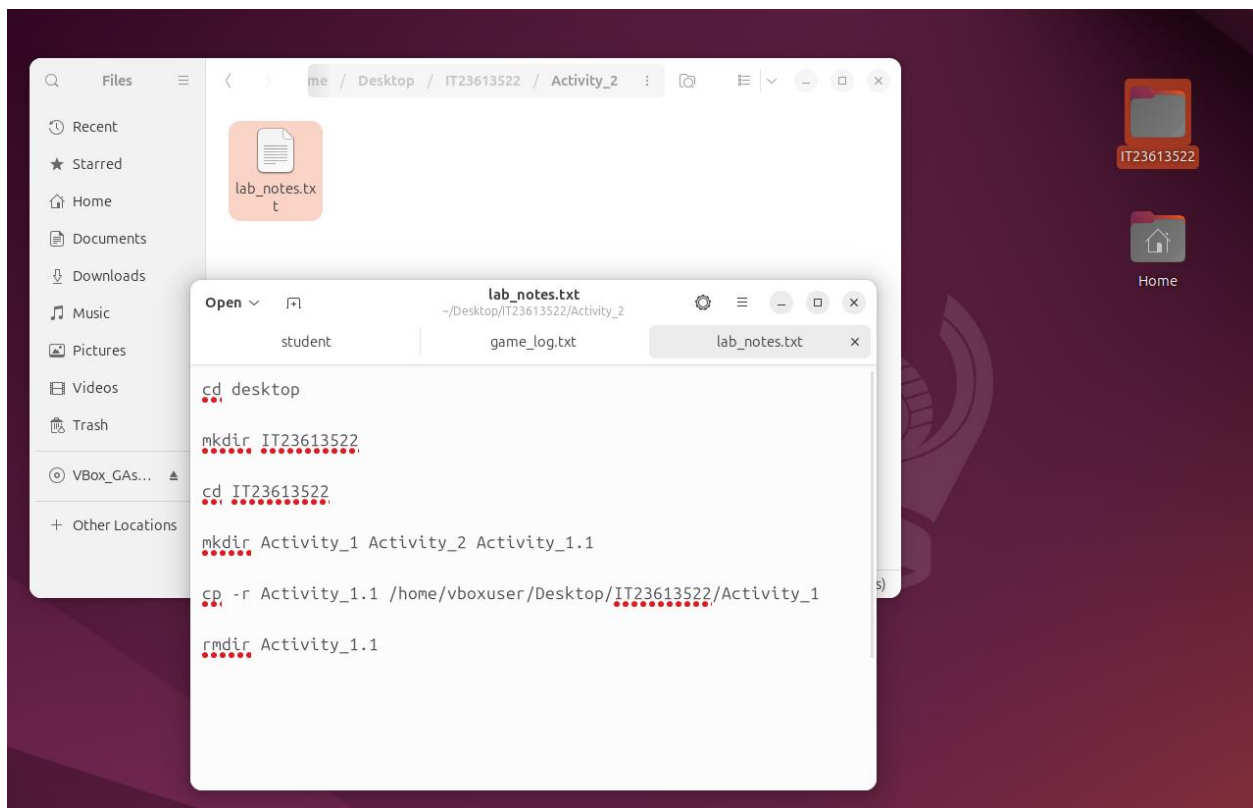 Files
me / Desktop / IT23613522 / Activity_2
Recent
Starred
Home
Documents
Downloads
Music
Pictures
Videos
Trash
VBox_GAs...
+ Other Locations
lab_notes.tx
t
s)
Open
lab_notes.txt
~/Desktop/IT23613522/Activity_2
student
game_log.txt
lab_notes.txt
cd desktop
mkdir IT23613522
cd IT23613522
mkdir Activity_1 Activity_2 Activity_1.1
cp -r Activity_1.1 /home/vboxuser/Desktop/IT23613522/Activity_1
rmdir Activity_1.1
IT23613522
Home